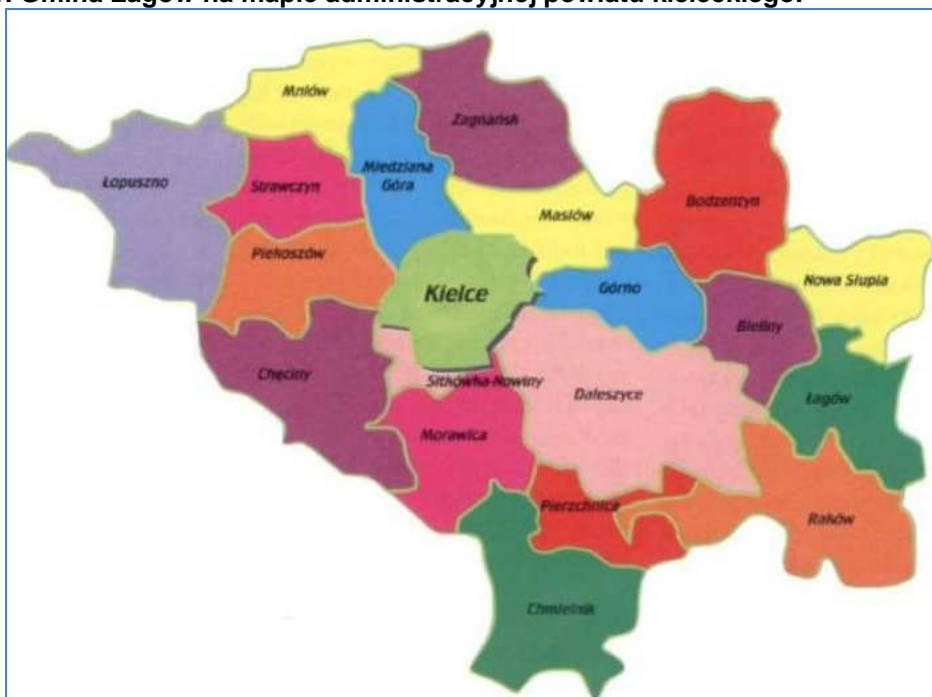 Gmina Łagów na mapie administracyjnej powiatu kieleckiego.
Mniów
Zagnańsk
Łopuszno
Strawczyn
Miedziana
Góra
Masłów
Bodzentyn
Piekoszów
Kielce
Górno
Nowa Słupia
Bieliny
Chęciny
Sitkówka-Nowiny
Daleszyce
Łagów
Morawica
Pierzchnica
Raków
Chmielnik